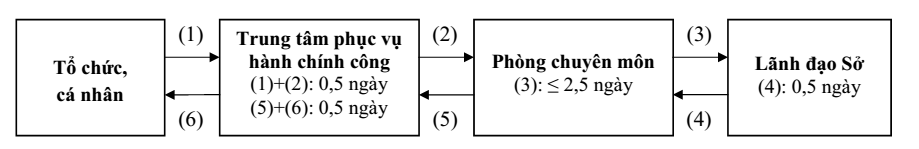 Tổ chức,
cá nhân
(1)
(6)
Trung tâm phục vụ
hành chính công
(1)+(2): 0,5 ngày
(5)+(6): 0,5 ngày
(2)
(5)
Phòng chuyên môn
(3): ≤ 2,5 ngày
(3)
(4)
Lãnh đạo Sở
(4): 0,5 ngày